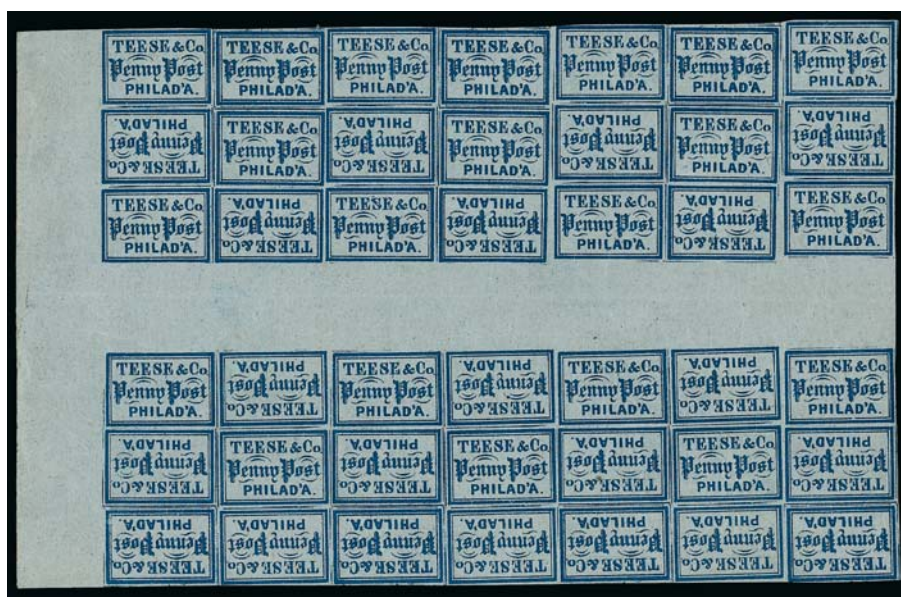 TEESE &Co TEESE &Co TEESE &Co TEESE &Co TEESE &Co TEESE &Co TEESE &Co
Penny Post Penny Post Penny Post Penny Post Penny Post Penny Post Penny Post
PHILAD'A. PHILAD'A. PHILAD'A. PHILAD'A. PHILAD'A. PHILAD'A. PHILAD'A.
TEESE &Co TEESE &Co TEESE &Co TEESE &Co TEESE &Co TEESE &Co TEESE &Co
Penny Post Penny Post Penny Post Penny Post Penny Post Penny Post Penny Post
PHILAD'A. PHILAD'A. PHILAD'A. PHILAD'A. PHILAD'A. PHILAD'A. PHILAD'A.
TEESE &Co TEESE &Co TEESE &Co TEESE &Co TEESE &Co TEESE &Co TEESE &Co
Penny Post Penny Post Penny Post Penny Post Penny Post Penny Post Penny Post
PHILAD'A. PHILAD'A. PHILAD'A. PHILAD'A. PHILAD'A. PHILAD'A. PHILAD'A.
TEESE &Co TEESE &Co TEESE &Co TEESE &Co TEESE &Co TEESE &Co TEESE &Co
Penny Post Penny Post Penny Post Penny Post Penny Post Penny Post Penny Post
PHILAD'A. PHILAD'A. PHILAD'A. PHILAD'A. PHILAD'A. PHILAD'A. PHILAD'A.
TEESE &Co TEESE &Co TEESE &Co TEESE &Co TEESE &Co TEESE &Co TEESE &Co
Penny Post Penny Post Penny Post Penny Post Penny Post Penny Post Penny Post
PHILAD'A. PHILAD'A. PHILAD'A. PHILAD'A. PHILAD'A. PHILAD'A. PHILAD'A.
TEESE &Co TEESE &Co TEESE &Co TEESE &Co TEESE &Co TEESE &Co TEESE &Co
Penny Post Penny Post Penny Post Penny Post Penny Post Penny Post Penny Post
PHILAD'A. PHILAD'A. PHILAD'A. PHILAD'A. PHILAD'A. PHILAD'A. PHILAD'A.